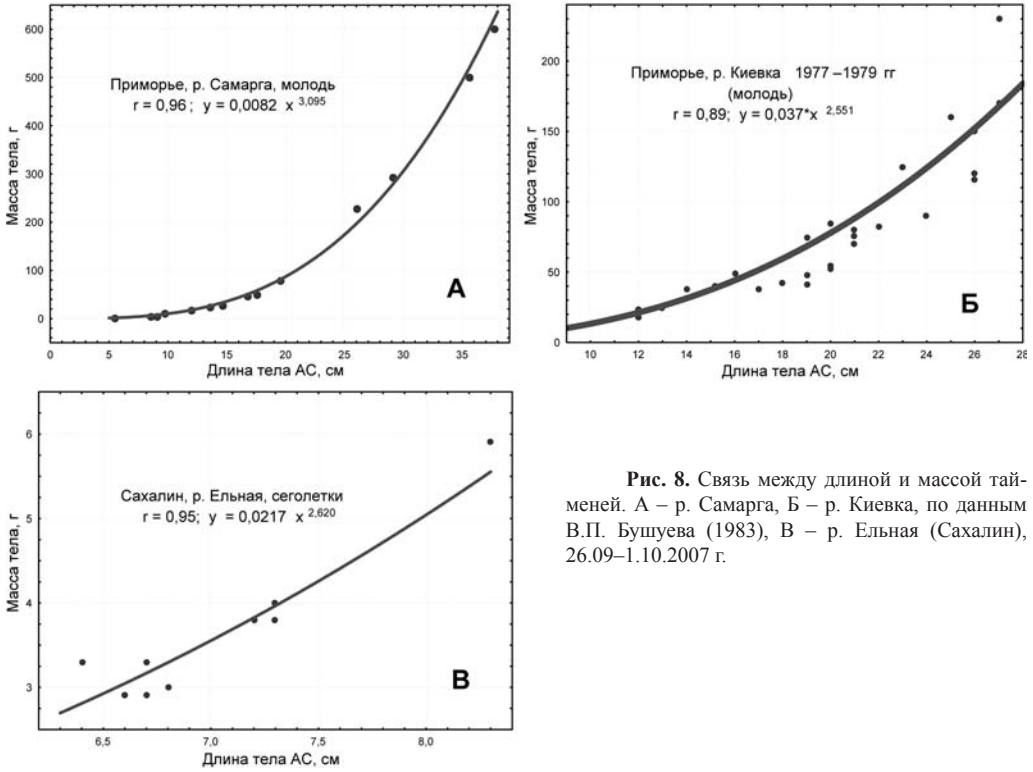 600
500
400
300
200
100
0
Масса тела, г
Приморье, р. Самарга, молодь
r = 0,96 ; y = 0,0082 x 3,095
А
0 5 10 15 20 25 30 35
Длина тела АС, см
200
150
100
50
0
Масса тела, г
Приморье, р. Киевка 1977 –1979 гг
(молодь)
r = 0,89; y = 0,037*x 2,551
Б
10 12 14 16 18 20 22 24 26 28
Длина тела АС, см
6
5
4
3
Масса тела, г
Сахалин, р. Ельная, сеголетки
r = 0,95; y = 0,0217 x 2,620
В
6,5 7,0 7,5 8,0
Длина тела АС, см
Рис. 8. Связь между длиной и массой тай-
меней. А – р. Самарга, Б – р. Киевка, по данным
В.П. Бушуева (1983), В – р. Ельная (Сахалин),
26.09–1.10.2007 г.